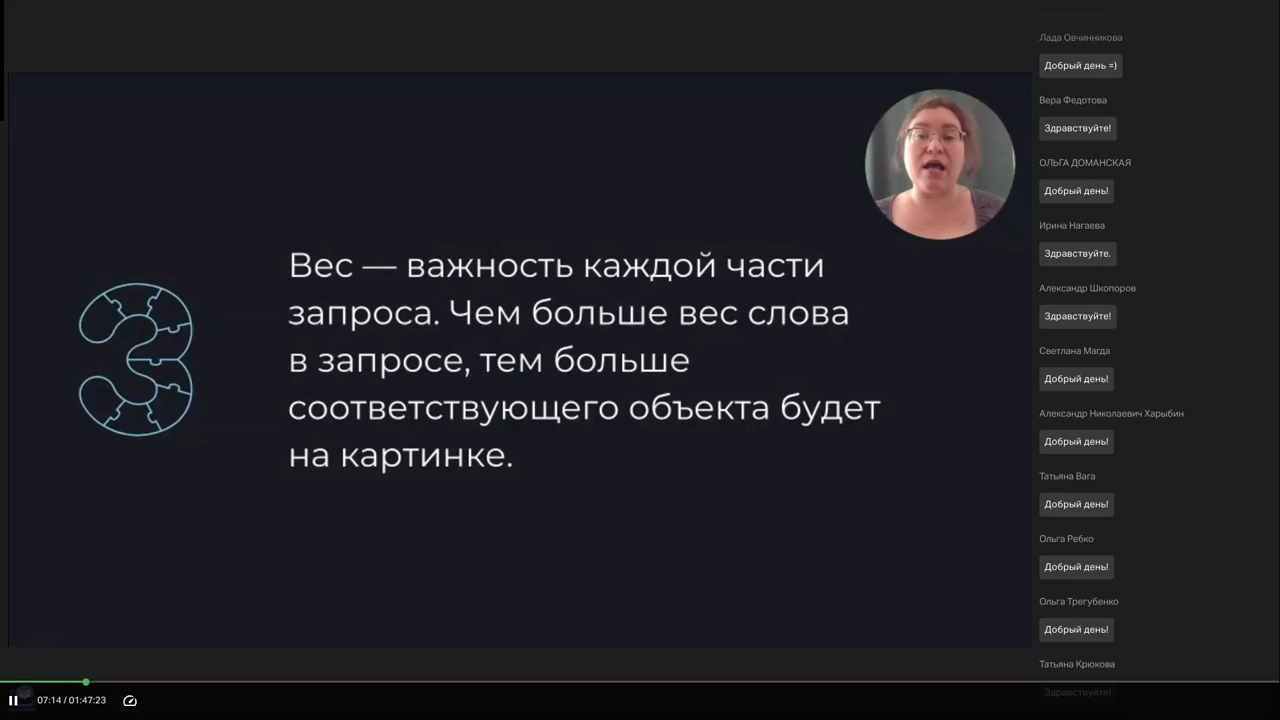 Вес — важность каждой части
запроса. Чем больше вес слова
в запросе, тем больше
соответствующего объекта будет
на картинке.
Лада Овчинникова
Добрый день =)
Вера Федотова
Здравствуйте!
ОЛЬГА ДОМАНСКАЯ
Добрый день!
Ирина Нагаева
Здравствуйте.
Александр Шкопоров
Здравствуйте!
Светлана Магда
Добрый день!
Александр Николаевич Харыбин
Добрый день!
Татьяна Вага
Добрый день!
Ольга Ребко
Добрый день!
Ольга Трегубенко
Добрый день!
Татьяна Крюкова
Здравствуйте!
07:14 / 01:47:23